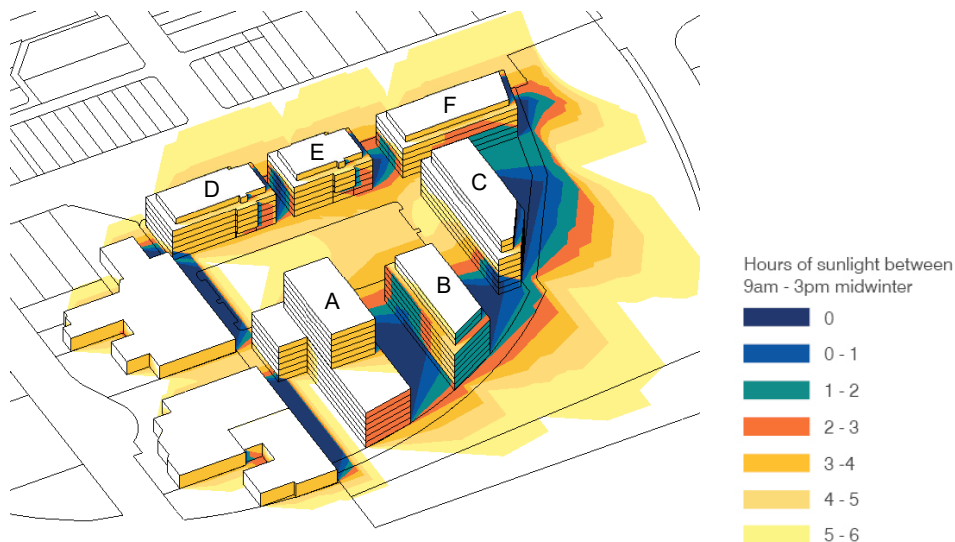 F
E
C
D
A
B
Hours of sunlight between
9am - 3pm midwinter
0
0 - 1
1 - 2
2 - 3
3 -4
4 - 5
5 - 6